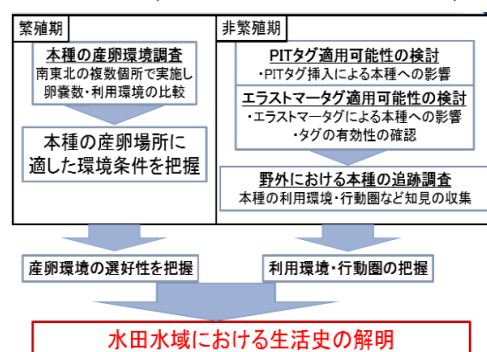 繁殖期
本種の産卵環境調査
南東北の複数個所で実施し
卵嚢数・利用環境の比較
本種の産卵場所に
適した環境条件を把握
非繁殖期
PITタグ適用可能性の検討
・PITタグ挿入による本種への影響
エラストマータグ適用可能性の検討
・エラストマータグによる本種への影響
・タグの有効性の確認
野外における本種の追跡調査
本種の利用環境・行動圏など知見の収集
産卵環境の選好性を把握
利用環境・行動圏の把握
水田水域における生活史の解明